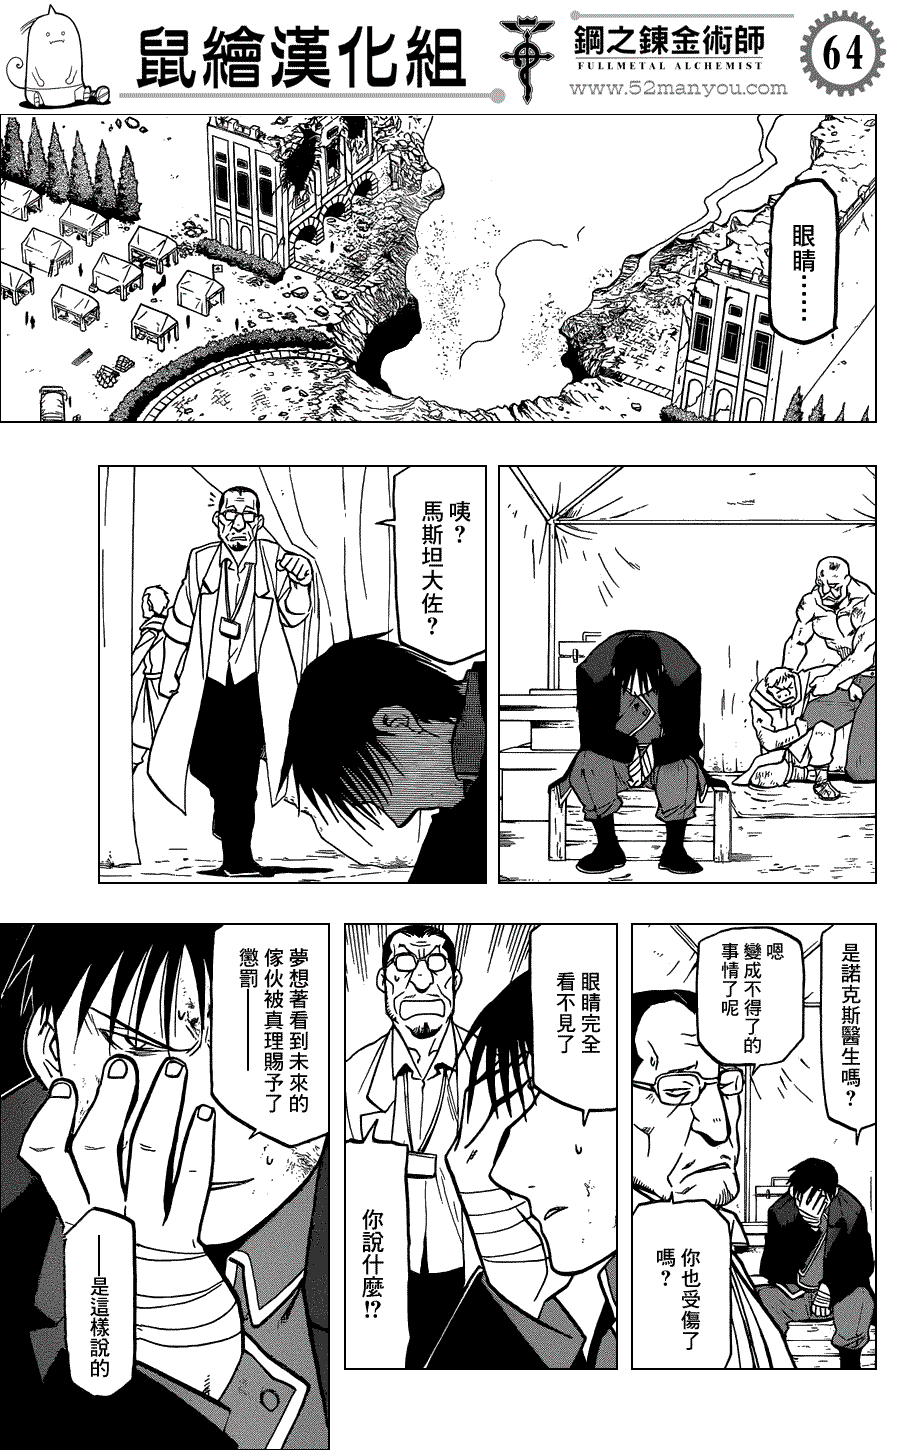 鼠繪漢化組
鋼之鍊金術師
FULLMETAL ALCHEMIST
www.52manyou.com
64
眼睛……
咦？
馬斯坦大佐？
是諾克斯醫生嗎？
嗯
變成不得了的
事情了呢
你也受傷了
嗎？
眼睛完全
看不見了
你說什麼!?
夢想著看到未來的
傢伙被真理賜予了
懲罰——
——是這樣說的